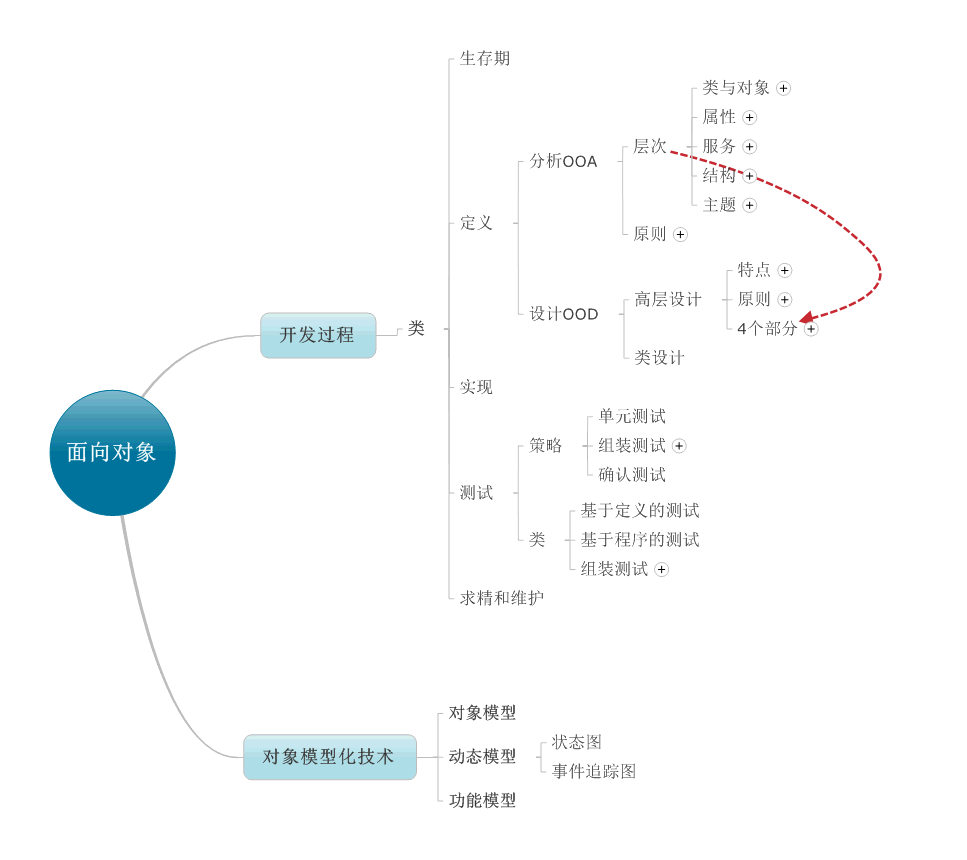 面向对象
开发过程
类
生存期
定义
分析OOA
层次
类与对象
属性
服务
结构
主题
原则
设计OOD
高层设计
特点
原则
4个部分
类设计
实现
测试
策略
单元测试
组装测试
确认测试
类
基于定义的测试
基于程序的测试
组装测试
求精和维护
对象模型化技术
对象模型
动态模型
状态图
事件追踪图
功能模型